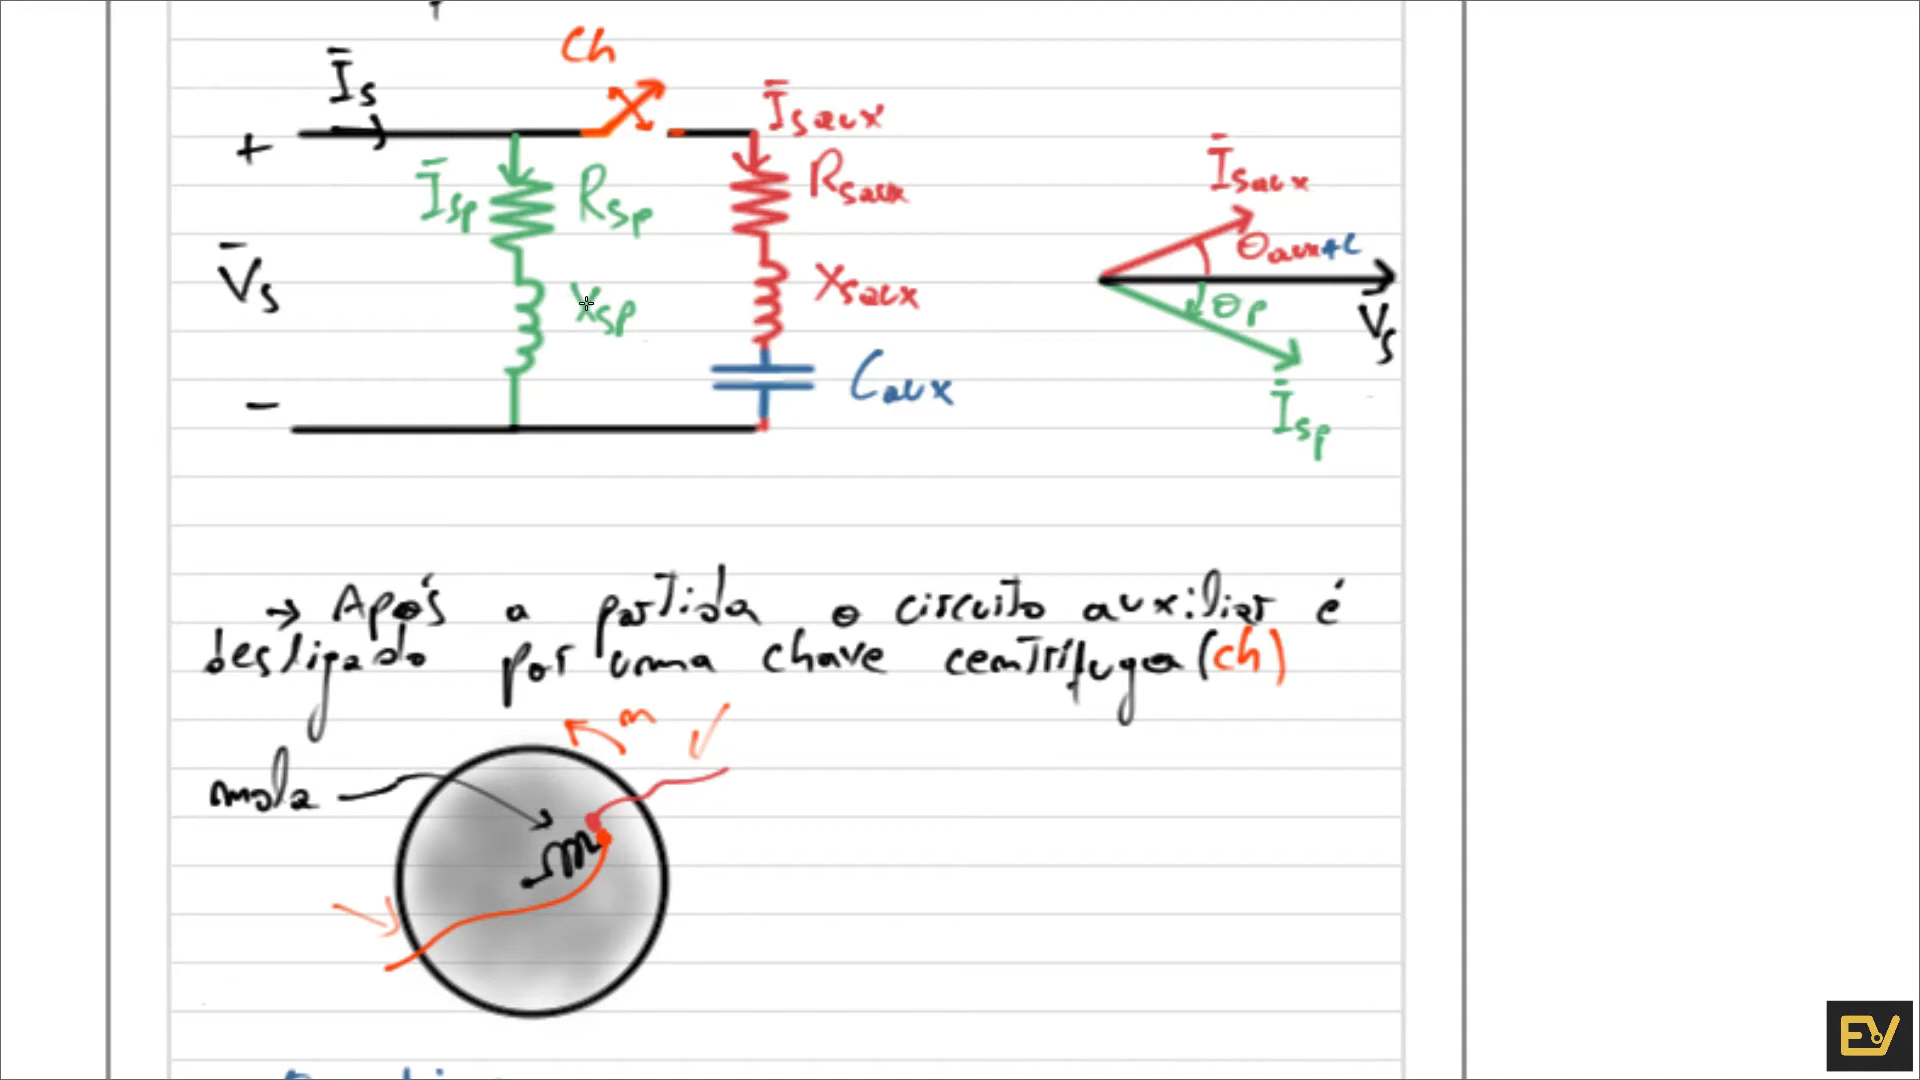 Ch
Īs
Īsaux
+
Īsp
Rsp
Rsaux
Īsaux
θaux+c
V̄s
Xsp
Xsaux
θp
Vs
-
Caux
Īsp
→ Após a partida o circuito auxiliar é
desligado por uma chave centrífuga (ch)
n
mola
EV